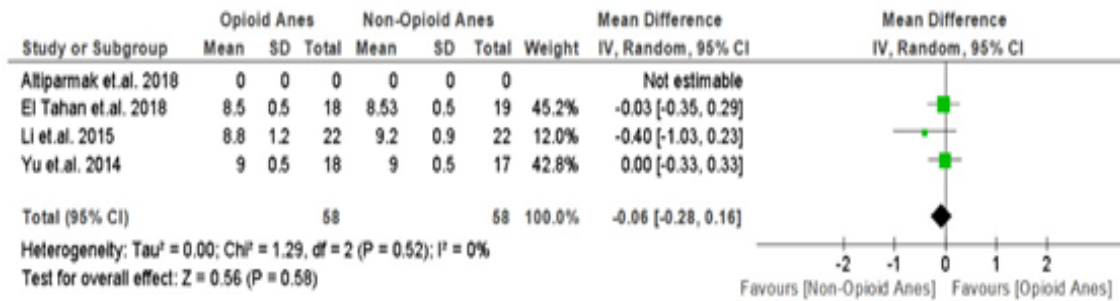 Opioid Anes Non-Opioid Anes Mean Difference Mean Difference
Study or Subgroup Mean SD Total Mean SD Total Weight IV, Random, 95% CI IV, Random, 95% CI
Altiparmak et.al. 2018 0 0 0 0 0 0 Not estimable
El Tahan et.al. 2018 8.5 0.5 18 8.53 0.5 19 45.2% -0.03 [-0.35, 0.29]
Li et.al. 2015 8.8 1.2 22 9.2 0.9 22 12.0% -0.40 [-1.03, 0.23]
Yu et.al. 2014 9 0.5 18 9 0.5 17 42.8% 0.00 [-0.33, 0.33]
Total (95% CI) 58 58 100.0% -0.06 [-0.28, 0.16]
Heterogeneity: Tau² = 0.00; Chi² = 1.29, df = 2 (P = 0.52); I² = 0%
Test for overall effect: Z = 0.56 (P = 0.58)
-2 -1 0 1 2
Favours [Non-Opioid Anes] Favours [Opioid Anes]